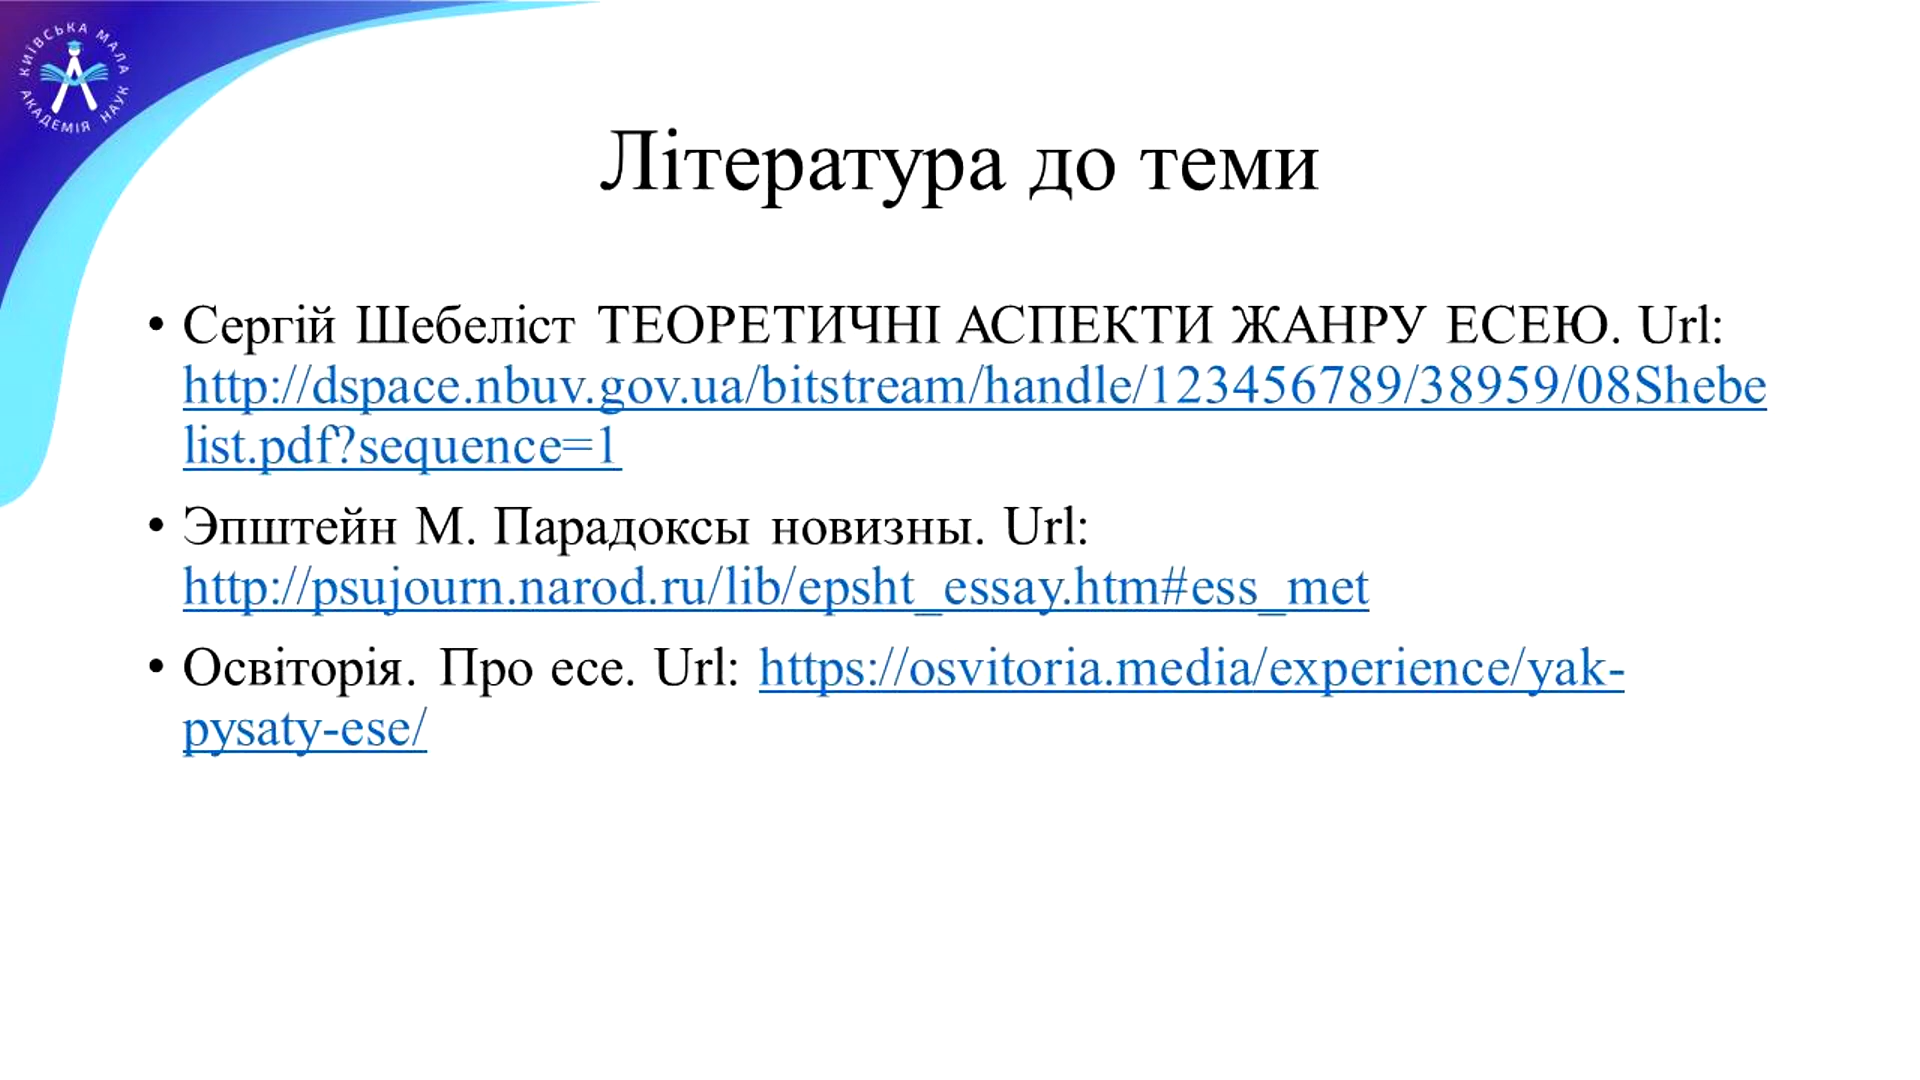 КИЇВСЬКА МАЛА
АКАДЕМІЯ НАУК
Література до теми
• Сергій Шебеліст ТЕОРЕТИЧНІ АСПЕКТИ ЖАНРУ ЕСЕЮ. Url:
http://dspace.nbuv.gov.ua/bitstream/handle/123456789/38959/08Shebe
list.pdf?sequence=1
• Эпштейн М. Парадоксы новизны. Url:
http://psujourn.narod.ru/lib/epsht_essay.htm#ess_met
• Освіторія. Про есе. Url: https://osvitoria.media/experience/yak-
pysaty-ese/